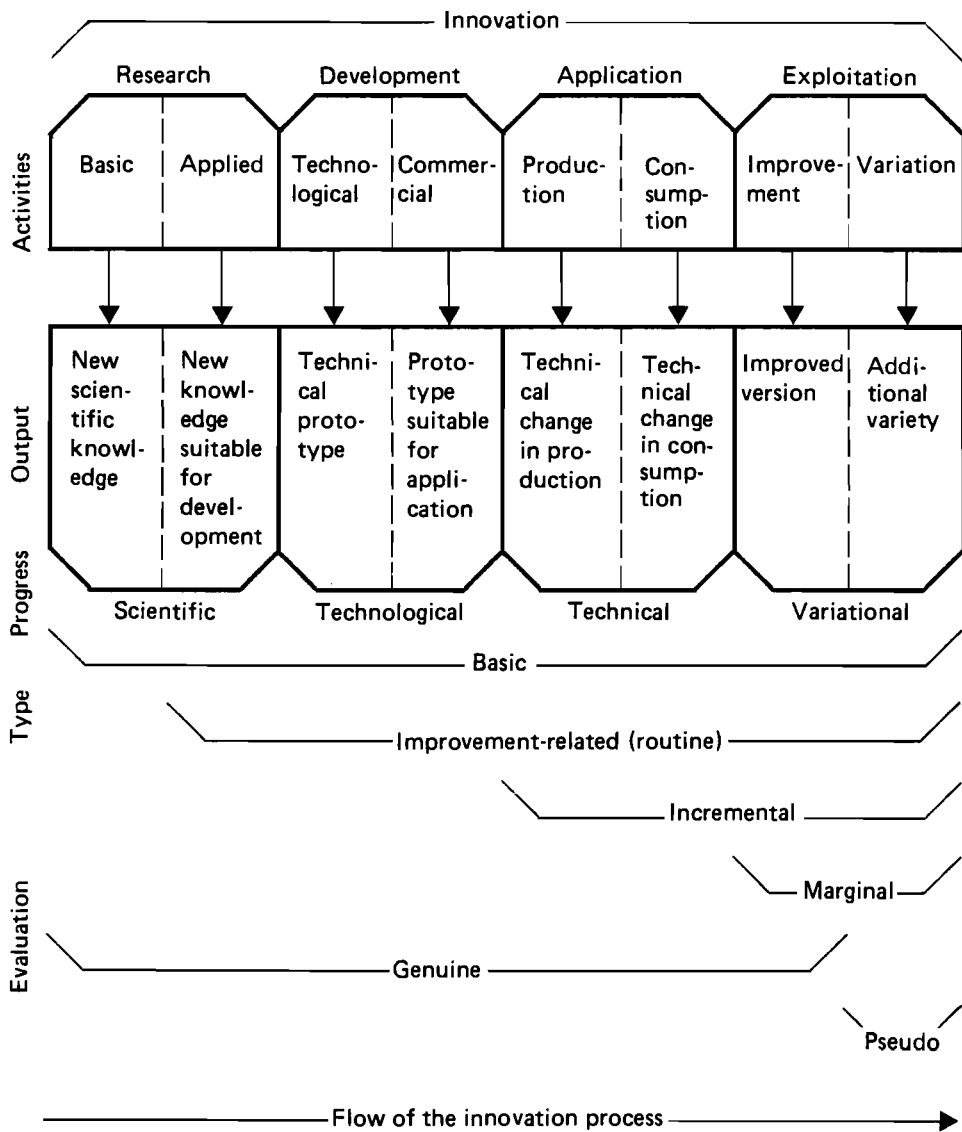 Innovation
Research
Development
Application
Exploitation
Activities
Basic
Applied
Techno-
logical
Commer-
cial
Produc-
tion
Con-
sump-
tion
Improve-
ment
Variation
Output
New
scien-
tific
knowl-
edge
New
knowl-
edge
suitable
for
devel-
opment
Techni-
cal
proto-
type
Proto-
type
suitable
for
appli-
cation
Techni-
cal
change
in pro-
duction
Tech-
nical
change
in con-
sump-
tion
Improved
version
Addi-
tional
variety
Progress
Scientific
Technological
Technical
Variational
Type
Basic
Improvement-related (routine)
Incremental
Marginal
Evaluation
Genuine
Pseudo
Flow of the innovation process